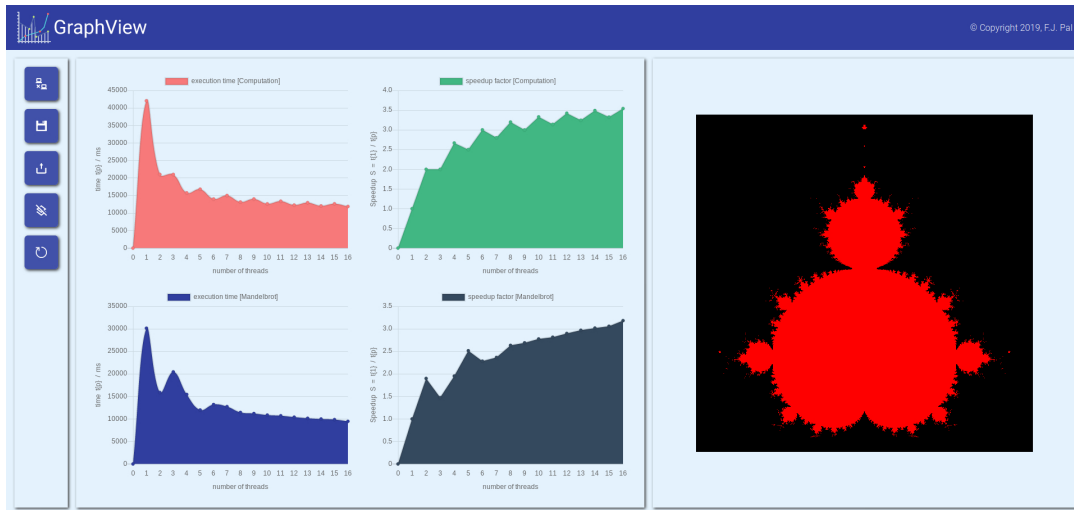 GraphView
© Copyright 2019, F.J. Pal
execution time [Computation]
45000
40000
35000
30000
25000
20000
15000
10000
5000
0
time t(p) / ms
0 1 2 3 4 5 6 7 8 9 10 11 12 13 14 15 16
number of threads
speedup factor [Computation]
4.0
3.5
3.0
2.5
2.0
1.5
1.0
0.5
0
Speedup S = t(1) / t(p)
0 1 2 3 4 5 6 7 8 9 10 11 12 13 14 15 16
number of threads
execution time [Mandelbrot]
35000
30000
25000
20000
15000
10000
5000
0
time t(p) / ms
0 1 2 3 4 5 6 7 8 9 10 11 12 13 14 15 16
number of threads
speedup factor [Mandelbrot]
3.5
3.0
2.5
2.0
1.5
1.0
0.5
0
Speedup S = t(1) / t(p)
0 1 2 3 4 5 6 7 8 9 10 11 12 13 14 15 16
number of threads